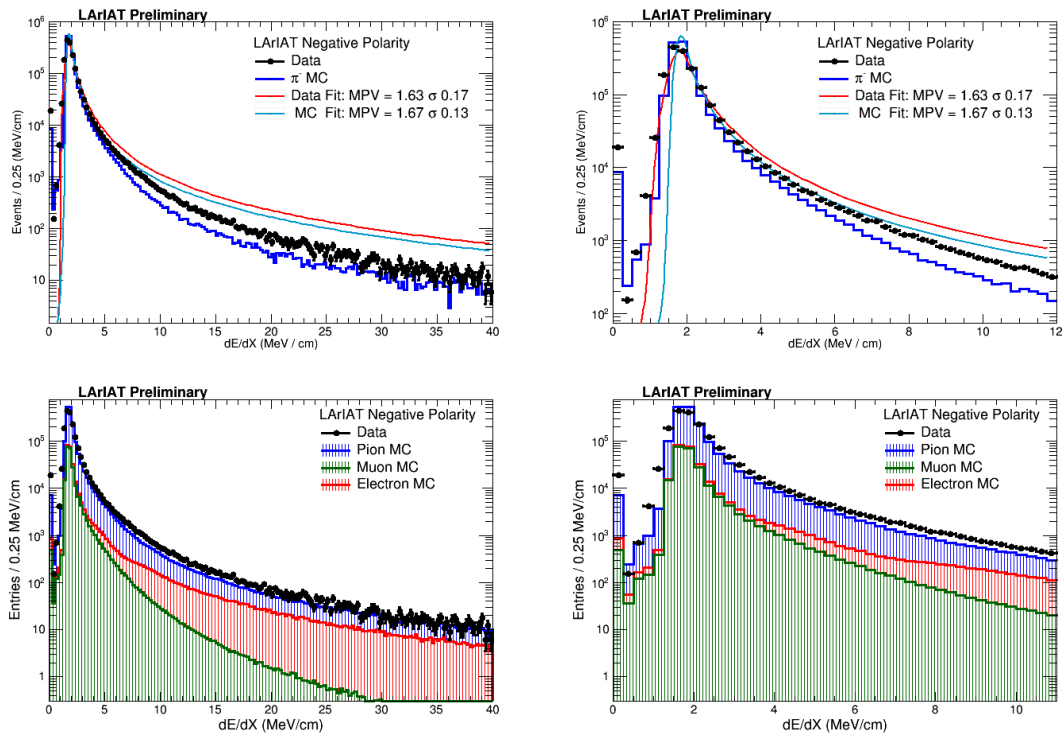 LArIAT Preliminary
Events / 0.25 (MeV/cm)
10⁵
10⁴
10³
10²
10
LArIAT Negative Polarity
Data
π⁻ MC
Data Fit: MPV = 1.63 σ 0.17
MC Fit: MPV = 1.67 σ 0.13
0 5 10 15 20 25 30 35 40
dE/dX (MeV / cm)
LArIAT Preliminary
Events / 0.25 (MeV/cm)
10⁶
10⁵
10⁴
10³
10²
LArIAT Negative Polarity
Data
π⁻ MC
Data Fit: MPV = 1.63 σ 0.17
MC Fit: MPV = 1.67 σ 0.13
0 2 4 6 8 10 12
dE/dX (MeV / cm)
LArIAT Preliminary
Entries / 0.25 MeV/cm
10⁵
10⁴
10³
10²
10
1
LArIAT Negative Polarity
Data
Pion MC
Muon MC
Electron MC
0 5 10 15 20 25 30 35 40
dE/dX (MeV/cm)
LArIAT Preliminary
Entries / 0.25 MeV/cm
10⁵
10⁴
10³
10²
10
1
LArIAT Negative Polarity
Data
Pion MC
Muon MC
Electron MC
0 2 4 6 8 10
dE/dX (MeV/cm)